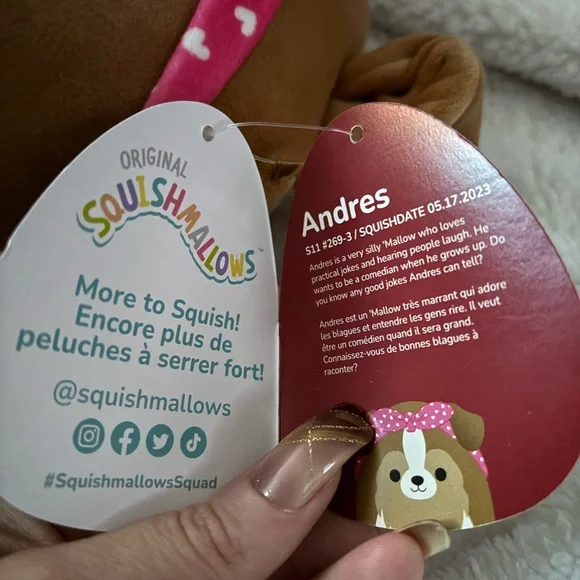 ORIGINAL
SQUISHMALLOWS™
More to Squish!
Encore plus de
peluches à serrer fort!
@squishmallows
#SquishmallowsSquad
Andres
S11 #269-3 / SQUISHDATE 05.17.2023
Andres is a very silly 'Mallow who loves
practical jokes and hearing people laugh. He
wants to be a comedian when he grows up. Do
you know any good jokes Andres can tell?
Andres est un 'Mallow très marrant qui adore
les blagues et entendre les gens rire. Il veut
être un comédien quand il sera grand.
Connaissez-vous de bonnes blagues à
raconter?